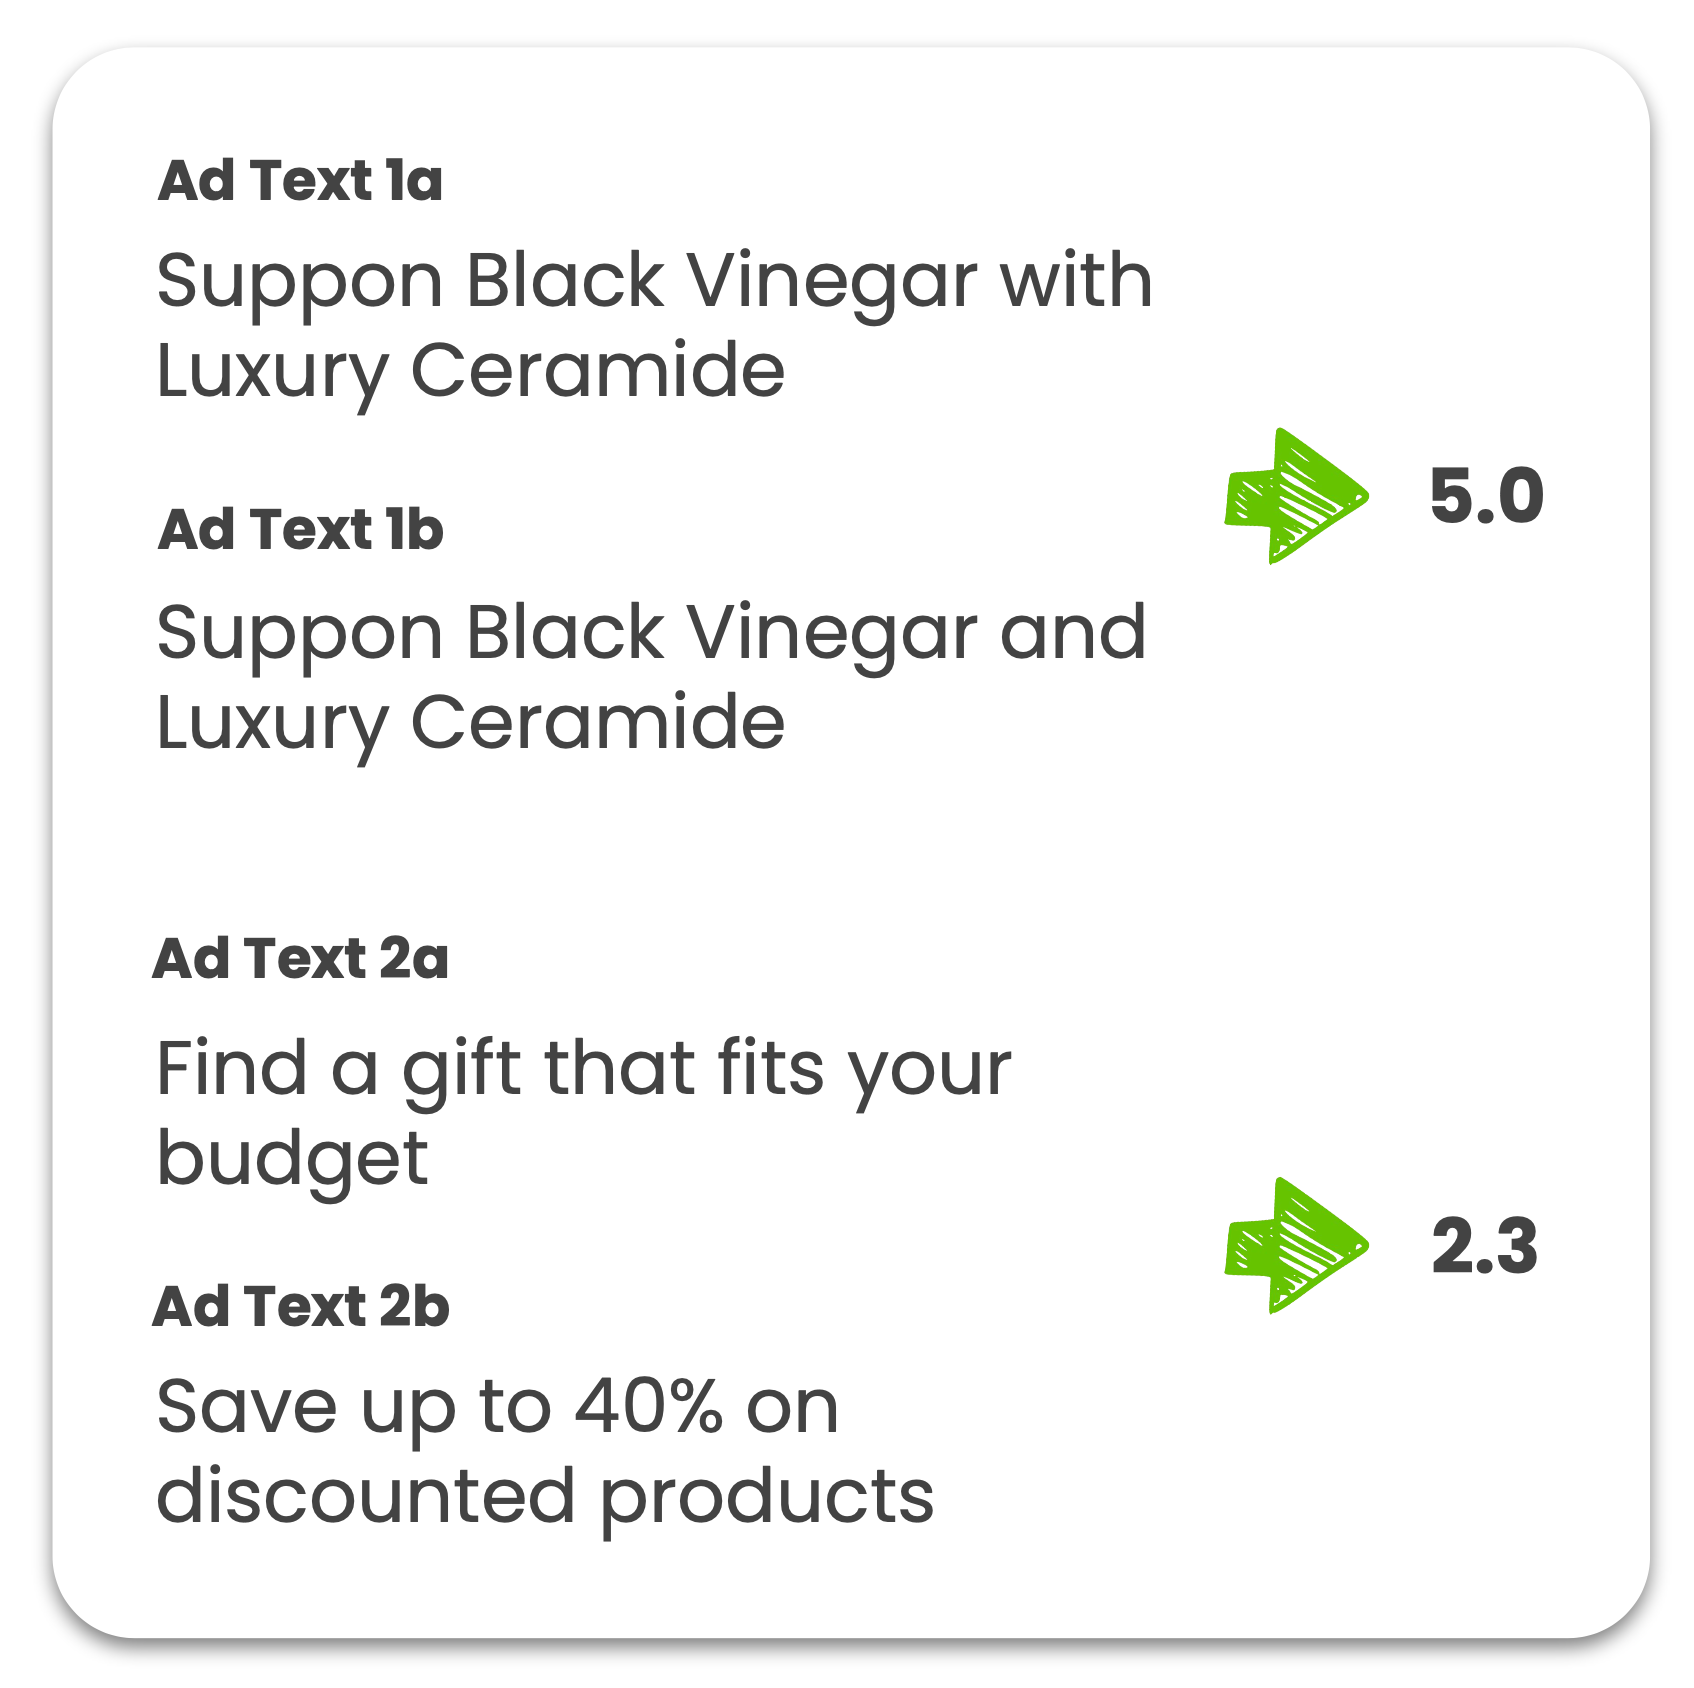 Ad Text 1a
Suppon Black Vinegar with
Luxury Ceramide
5.0
Ad Text 1b
Suppon Black Vinegar and
Luxury Ceramide
Ad Text 2a
Find a gift that fits your
budget
2.3
Ad Text 2b
Save up to 40% on
discounted products